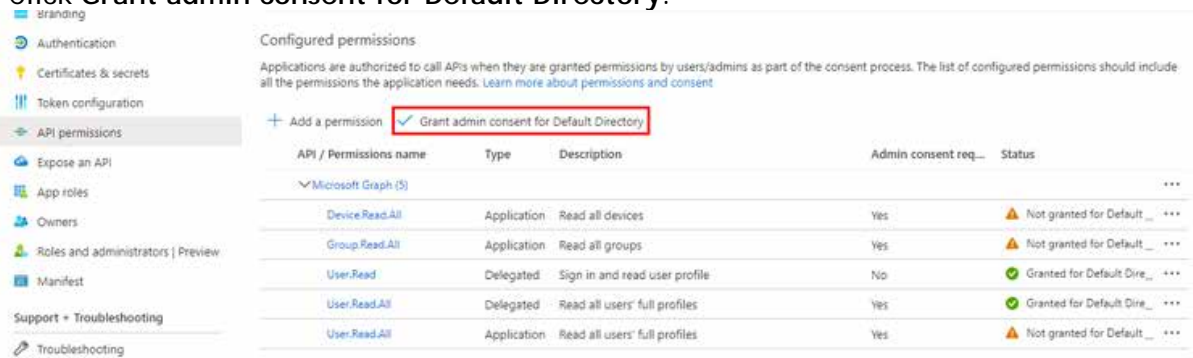 click Grant admin consent for Default Directory.
Branding
Authentication
Certificates & secrets
Token configuration
API permissions
Expose an API
App roles
Owners
Roles and administrators | Preview
Manifest
Support + Troubleshooting
Troubleshooting
Configured permissions
Applications are authorized to call APIs when they are granted permissions by users/admins as part of the consent process. The list of configured permissions should include
all the permissions the application needs. Learn more about permissions and consent
Add a permission Grant admin consent for Default Directory
API / Permissions name Type Description Admin consent req... Status
Microsoft Graph (5) ...
Device.Read.All Application Read all devices Yes Not granted for Default ... ...
Group.Read.All Application Read all groups Yes Not granted for Default ... ...
User.Read Delegated Sign in and read user profile No Granted for Default Dire... ...
User.Read.All Delegated Read all users' full profiles Yes Granted for Default Dire... ...
User.Read.All Application Read all users' full profiles Yes Not granted for Default ... ...